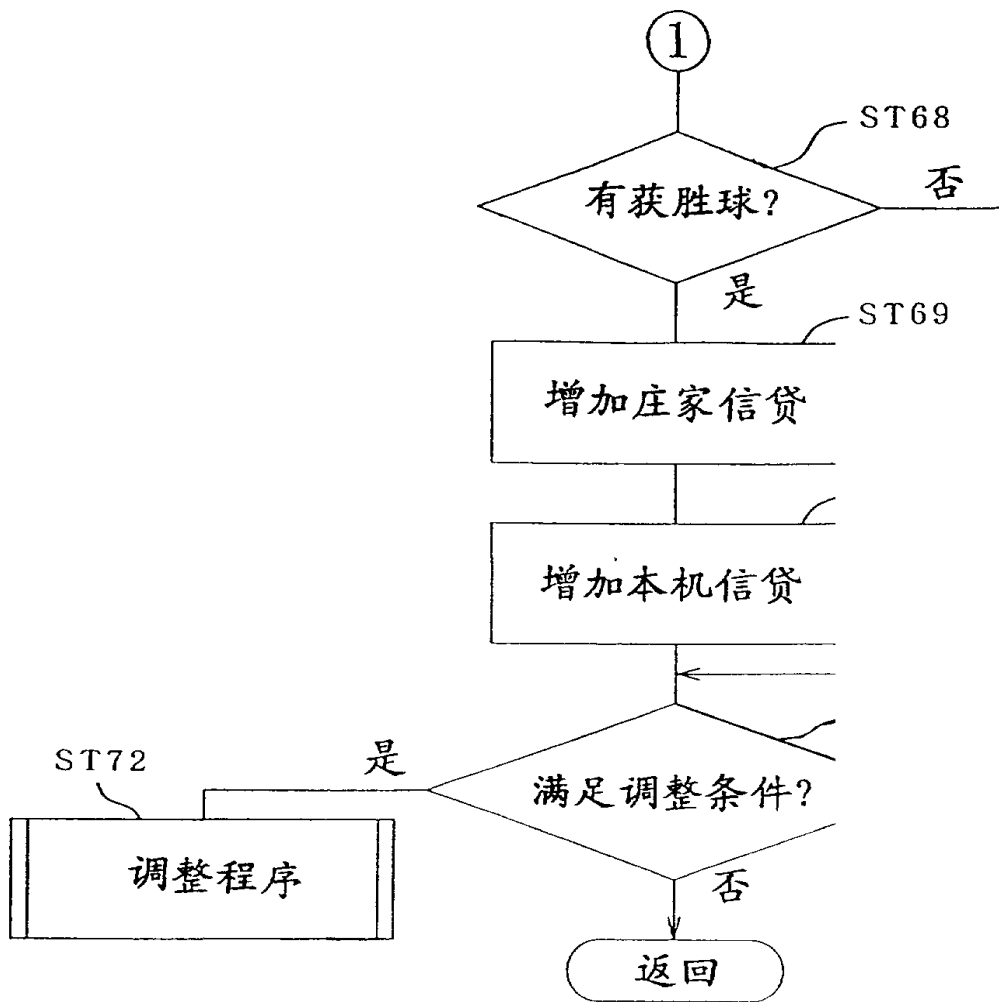 1
ST68
有获胜球?
否
是
ST69
增加庄家信贷
增加本机信贷
ST72
是
满足调整条件?
调整程序
否
返回